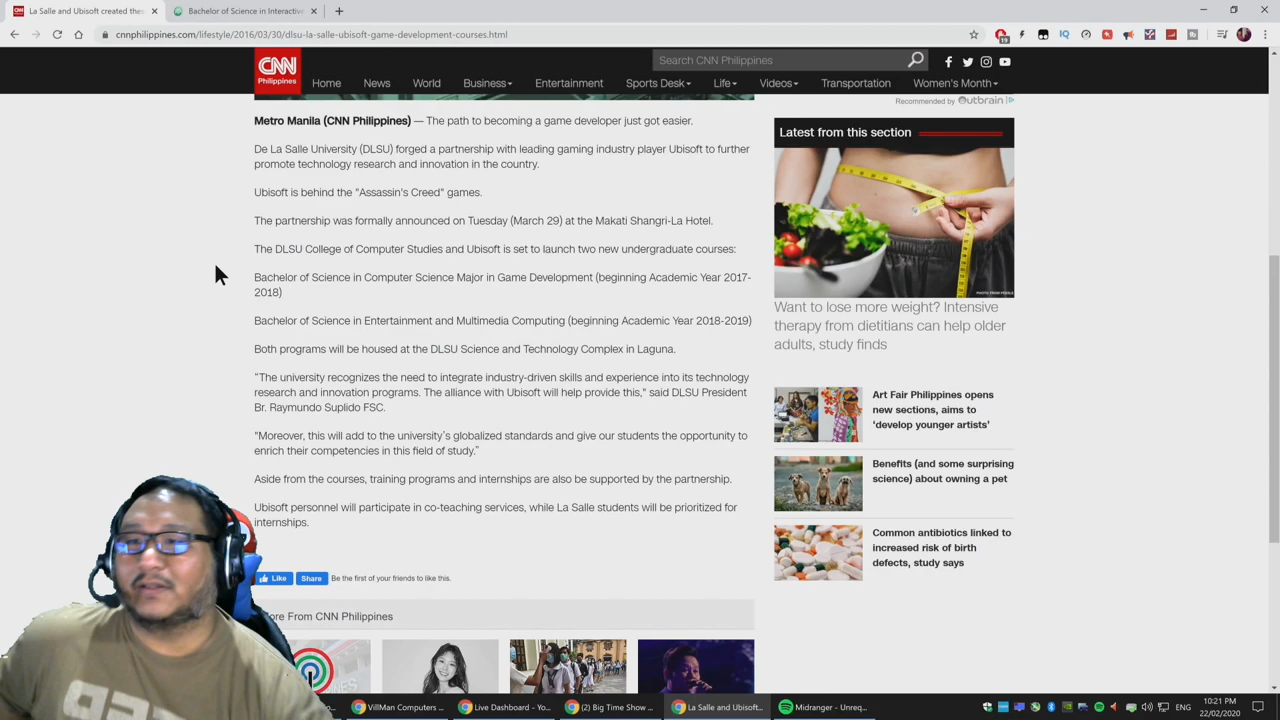 La Salle and Ubisoft created thes
Bachelor of Science in Interactiv
cnnphilippines.com/lifestyle/2016/03/30/dlsu-la-salle-ubisoft-game-development-courses.html
19
CNN
Philippines
Search CNN Philippines
Home News World Business Entertainment Sports Desk Life Videos Transportation Women's Month
Recommended by Outbrain
Metro Manila (CNN Philippines) — The path to becoming a game developer just got easier.
De La Salle University (DLSU) forged a partnership with leading gaming industry player Ubisoft to further
promote technology research and innovation in the country.
Ubisoft is behind the "Assassin's Creed" games.
The partnership was formally announced on Tuesday (March 29) at the Makati Shangri-La Hotel.
The DLSU College of Computer Studies and Ubisoft is set to launch two new undergraduate courses:
Bachelor of Science in Computer Science Major in Game Development (beginning Academic Year 2017-
2018)
Bachelor of Science in Entertainment and Multimedia Computing (beginning Academic Year 2018-2019)
Both programs will be housed at the DLSU Science and Technology Complex in Laguna.
"The university recognizes the need to integrate industry-driven skills and experience into its technology
research and innovation programs. The alliance with Ubisoft will help provide this," said DLSU President
Br. Raymundo Suplido FSC.
"Moreover, this will add to the university's globalized standards and give our students the opportunity to
enrich their competencies in this field of study."
Aside from the courses, training programs and internships are also be supported by the partnership.
Ubisoft personnel will participate in co-teaching services, while La Salle students will be prioritized for
internships.
Like Share Be the first of your friends to like this.
ore From CNN Philippines
Latest from this section
Want to lose more weight? Intensive
therapy from dietitians can help older
adults, study finds
Art Fair Philippines opens
new sections, aims to
'develop younger artists'
Benefits (and some surprising
science) about owning a pet
Common antibiotics linked to
increased risk of birth
defects, study says
VillMan Computers ...
Live Dashboard - Yo...
(2) Big Time Show ...
La Salle and Ubisoft...
Midranger - Unreq...
ENG
10:21 PM
22/02/2020